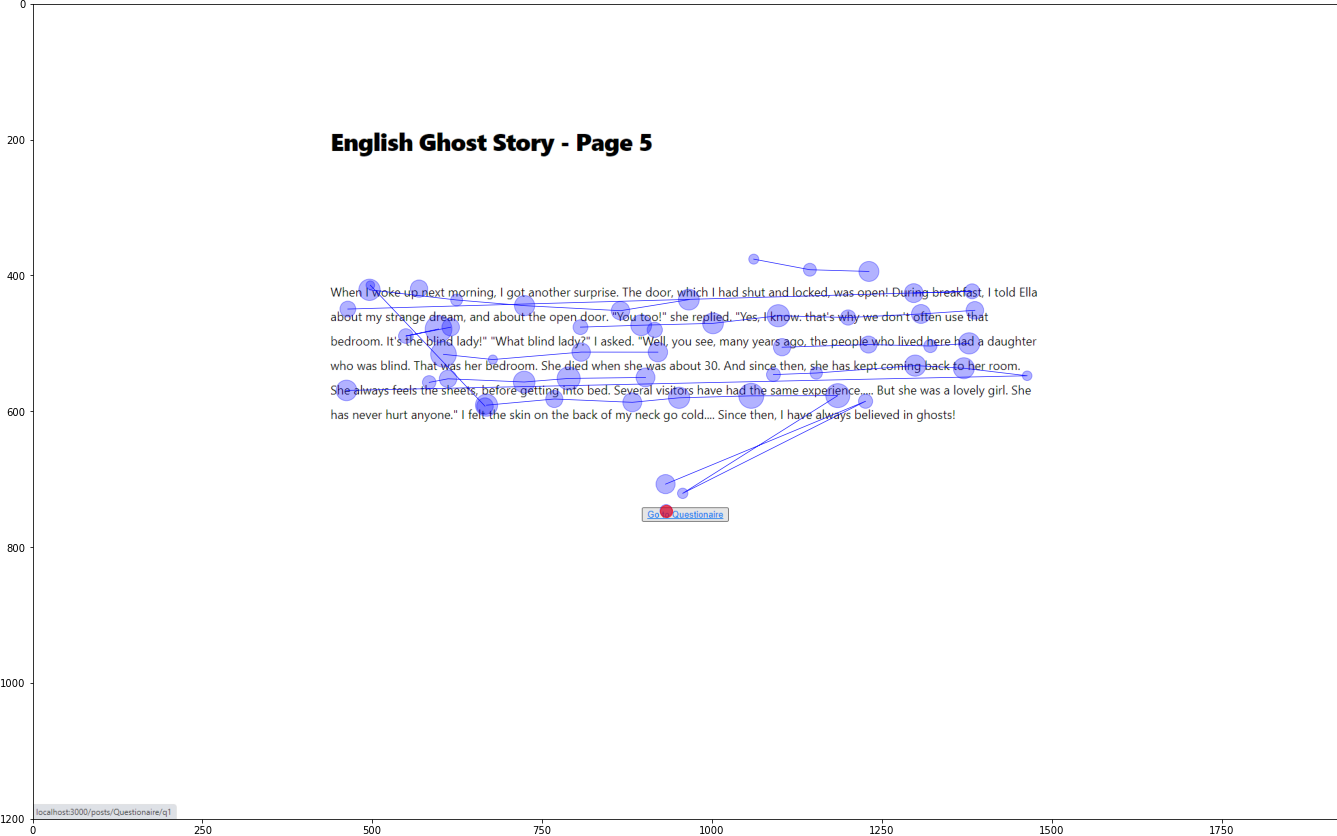 English Ghost Story - Page 5
When I woke up next morning, I got another surprise. The door, which I had shut and locked, was open! During breakfast, I told Ella
about my strange dream, and about the open door. "You too!" she replied. "Yes, I know. that's why we don't often use that
bedroom. It's the blind lady!" "What blind lady?" I asked. "Well, you see, many years ago, the people who lived here had a daughter
who was blind. That was her bedroom. She died when she was about 30. And since then, she has kept coming back to her room.
She always feels the sheets, before getting into bed. Several visitors have had the same experience..... But she was a lovely girl. She
has never hurt anyone." I felt the skin on the back of my neck go cold.... Since then, I have always believed in ghosts!
Go to Questionaire
localhost:3000/posts/Questionaire/q1
0
200
400
600
800
1000
1200
0 250 500 750 1000 1250 1500 1750